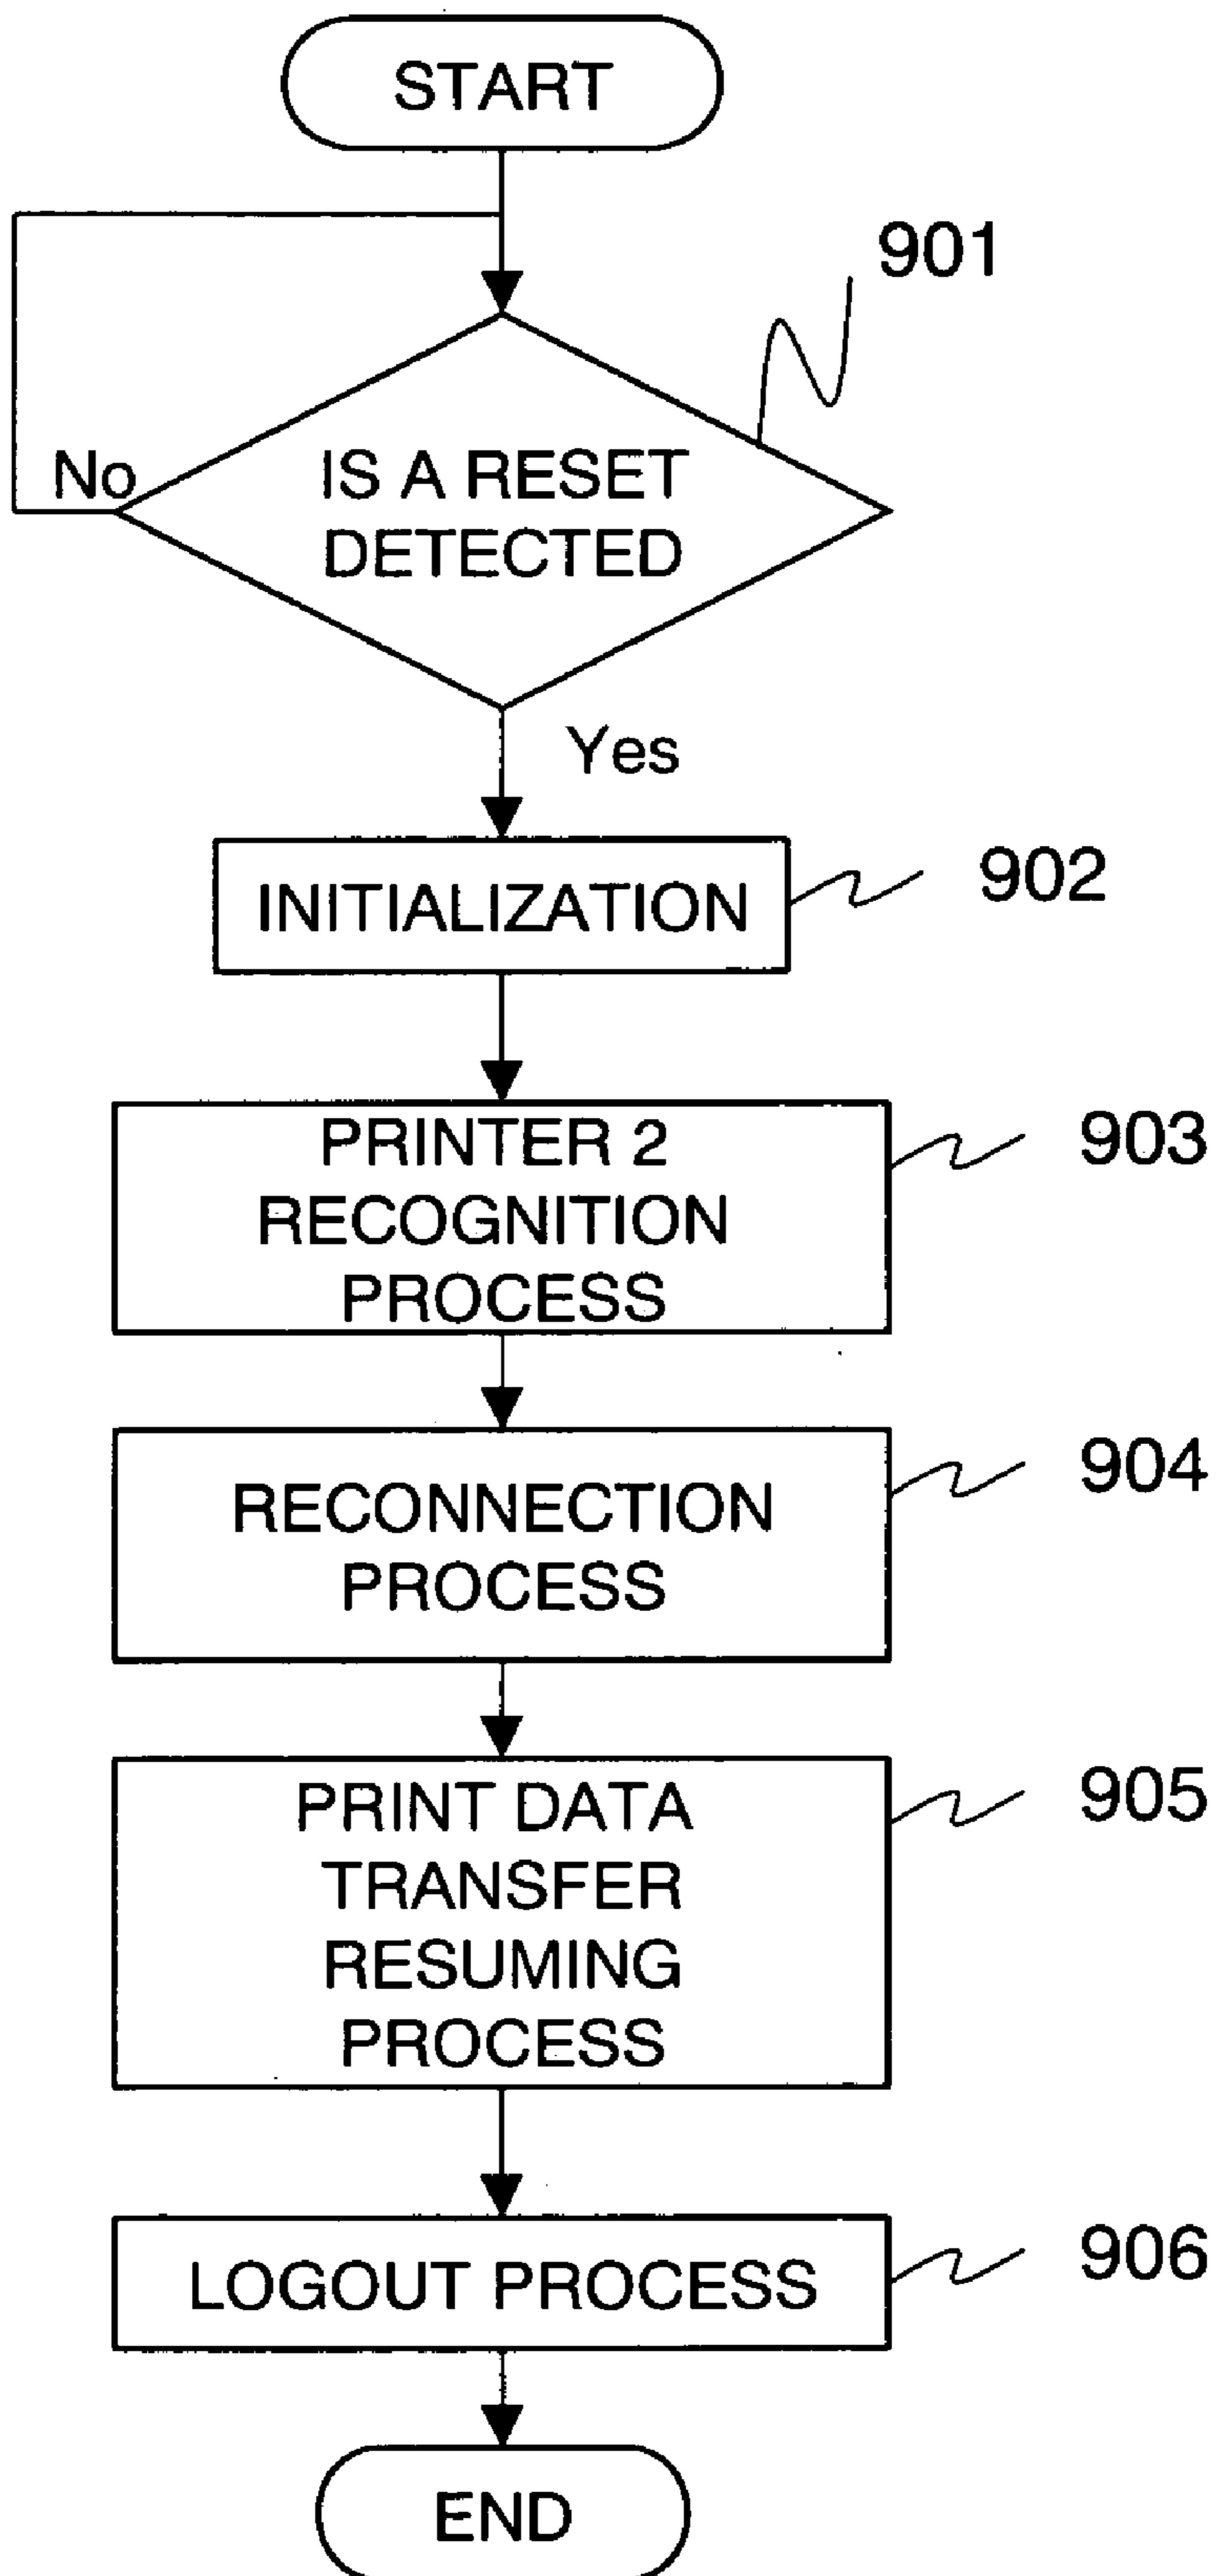 START
901
No
IS A RESET
DETECTED
Yes
INITIALIZATION
902
PRINTER 2
RECOGNITION
PROCESS
903
RECONNECTION
PROCESS
904
PRINT DATA
TRANSFER
RESUMING
PROCESS
905
LOGOUT PROCESS
906
END